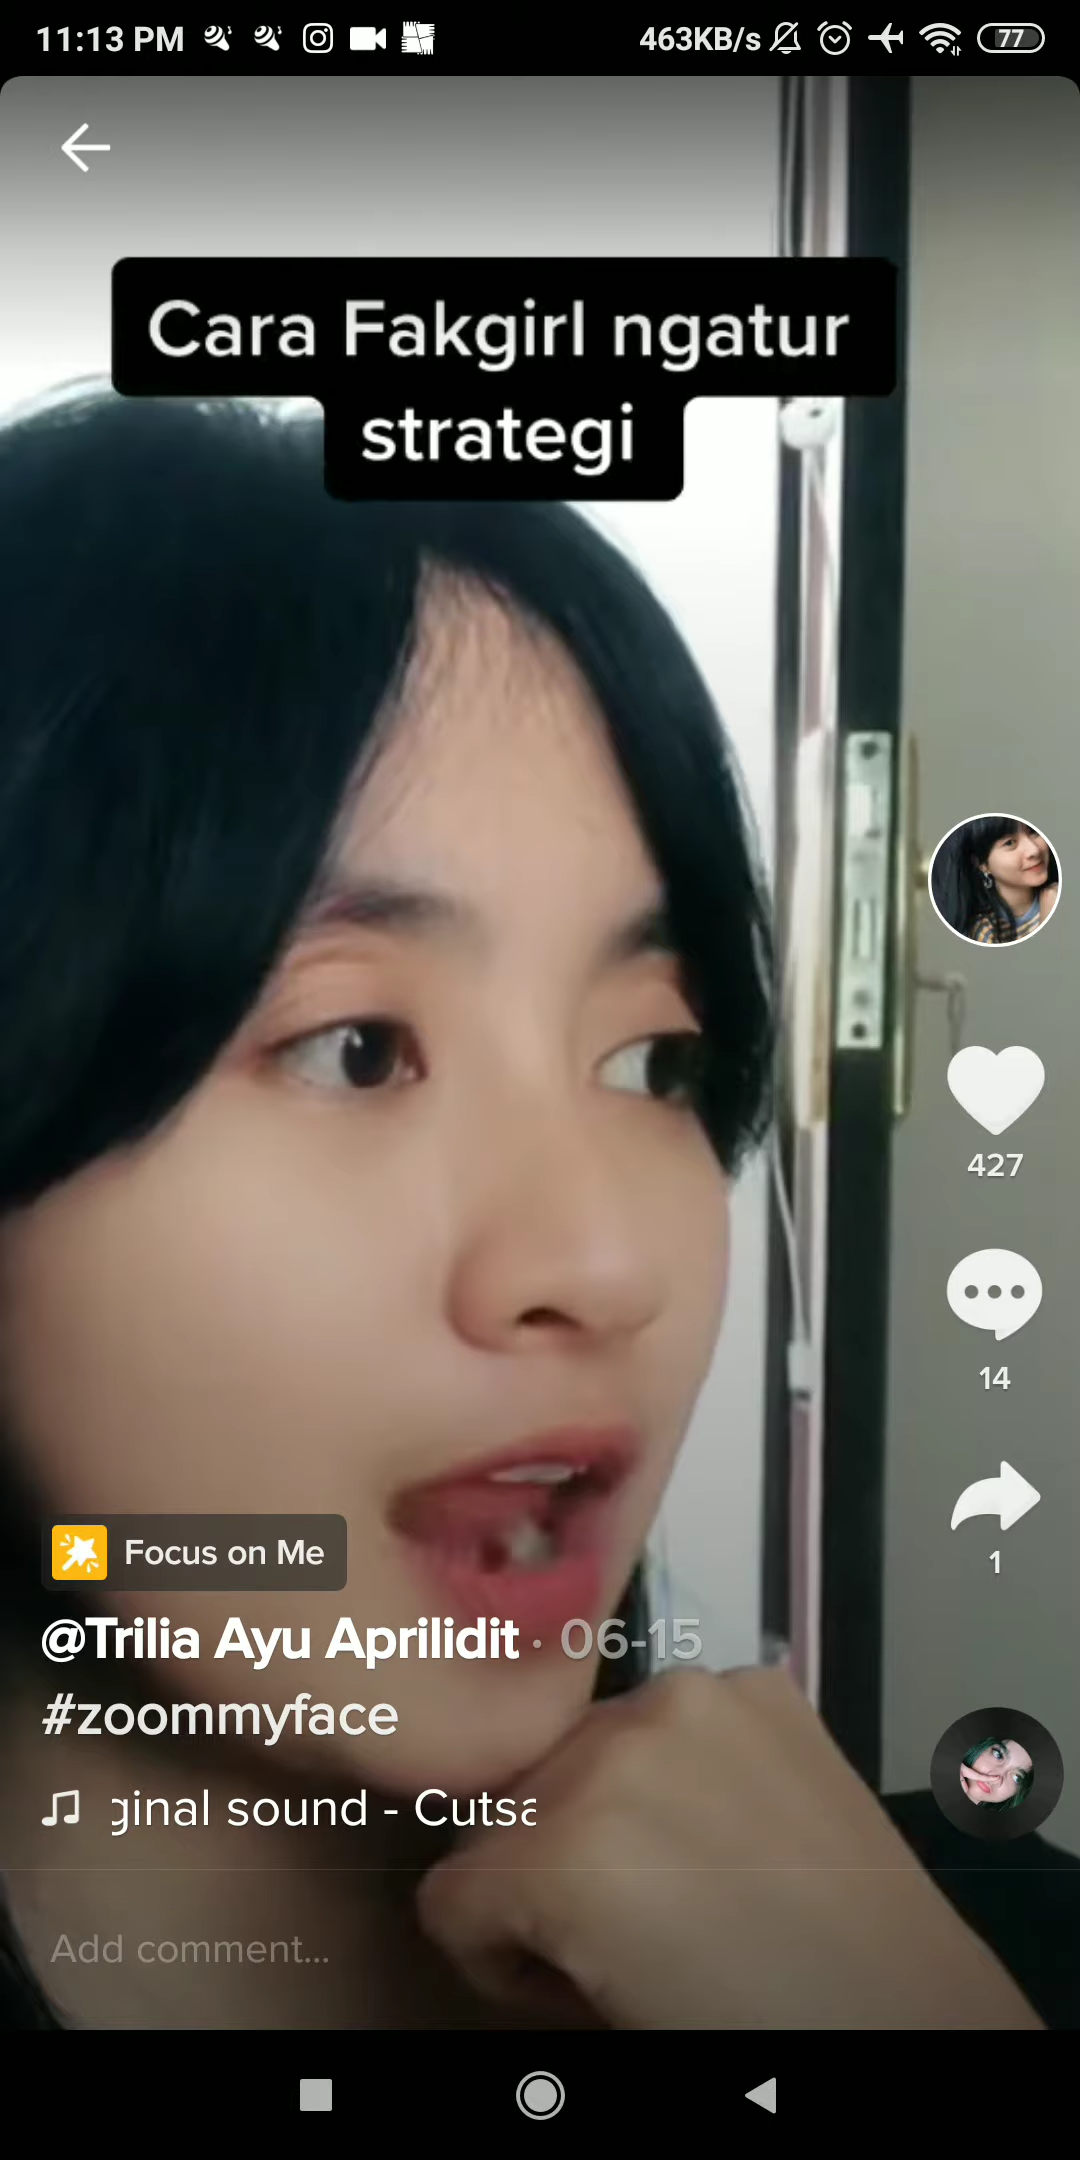 11:13 PM
463KB/s
77
Cara Fakgirl ngatur
strategi
427
14
1
Focus on Me
@Trilia Ayu Aprilidit · 06-15
#zoommyface
ginal sound - Cutsa
Add comment...